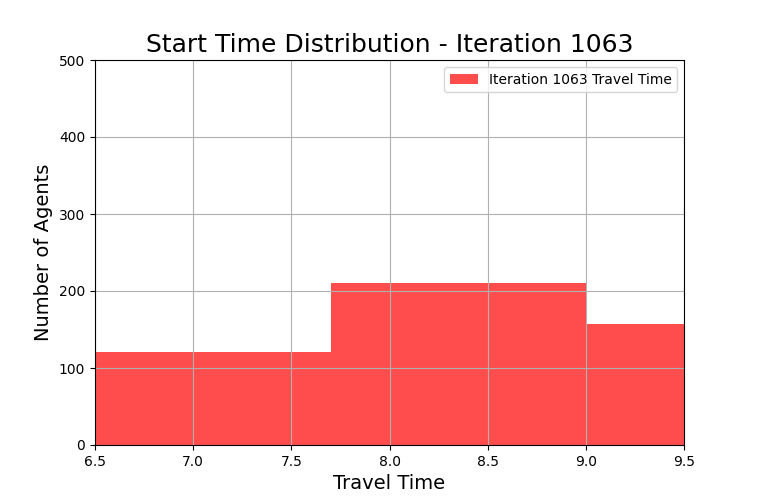 Start Time Distribution - Iteration 1063
Iteration 1063 Travel Time
Number of Agents
500
400
300
200
100
0
6.5 7.0 7.5 8.0 8.5 9.0 9.5
Travel Time